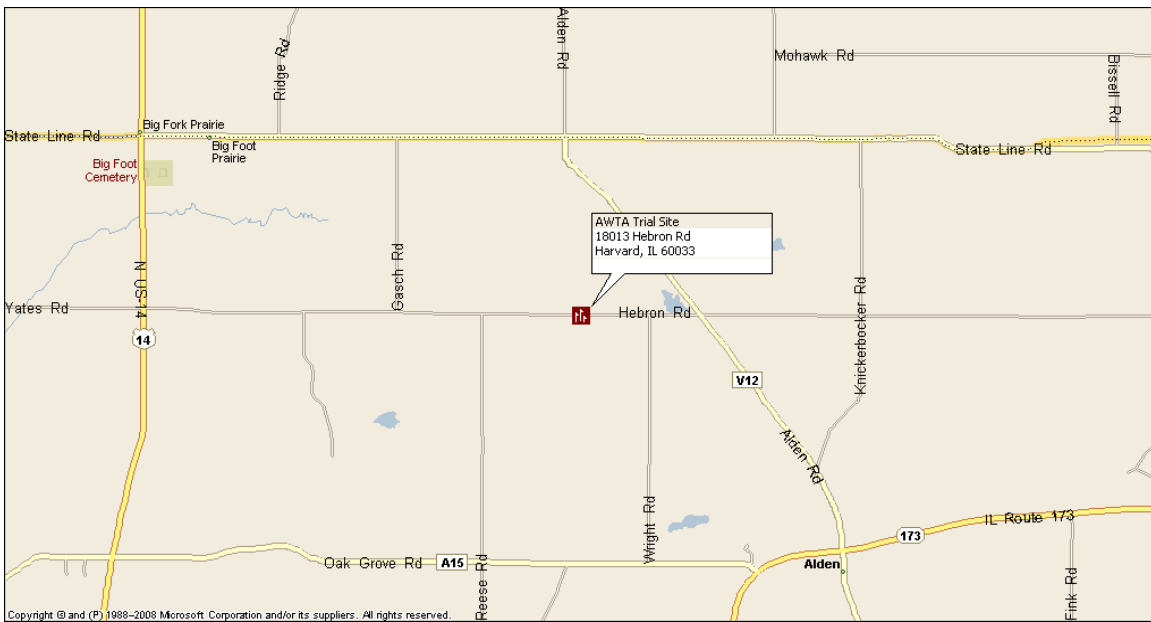 Ridge Rd
Alden Rd
Mohawk Rd
Bissell Rd
Big Fork Prairie
State Line Rd
Big Foot
Prairie
State Line Rd
Big Foot
Cemetery
AWTA Trial Site
18013 Hebron Rd
Harvard, IL 60033
Gasch Rd
N US-14
Knickerbocker Rd
Yates Rd
Hebron Rd
14
V12
Alden Rd
Wright Rd
IL Route 173
173
Oak Grove Rd
A15
Alden
Reese Rd
Fink Rd
Copyright © and (P) 1988–2008 Microsoft Corporation and/or its suppliers. All rights reserved.